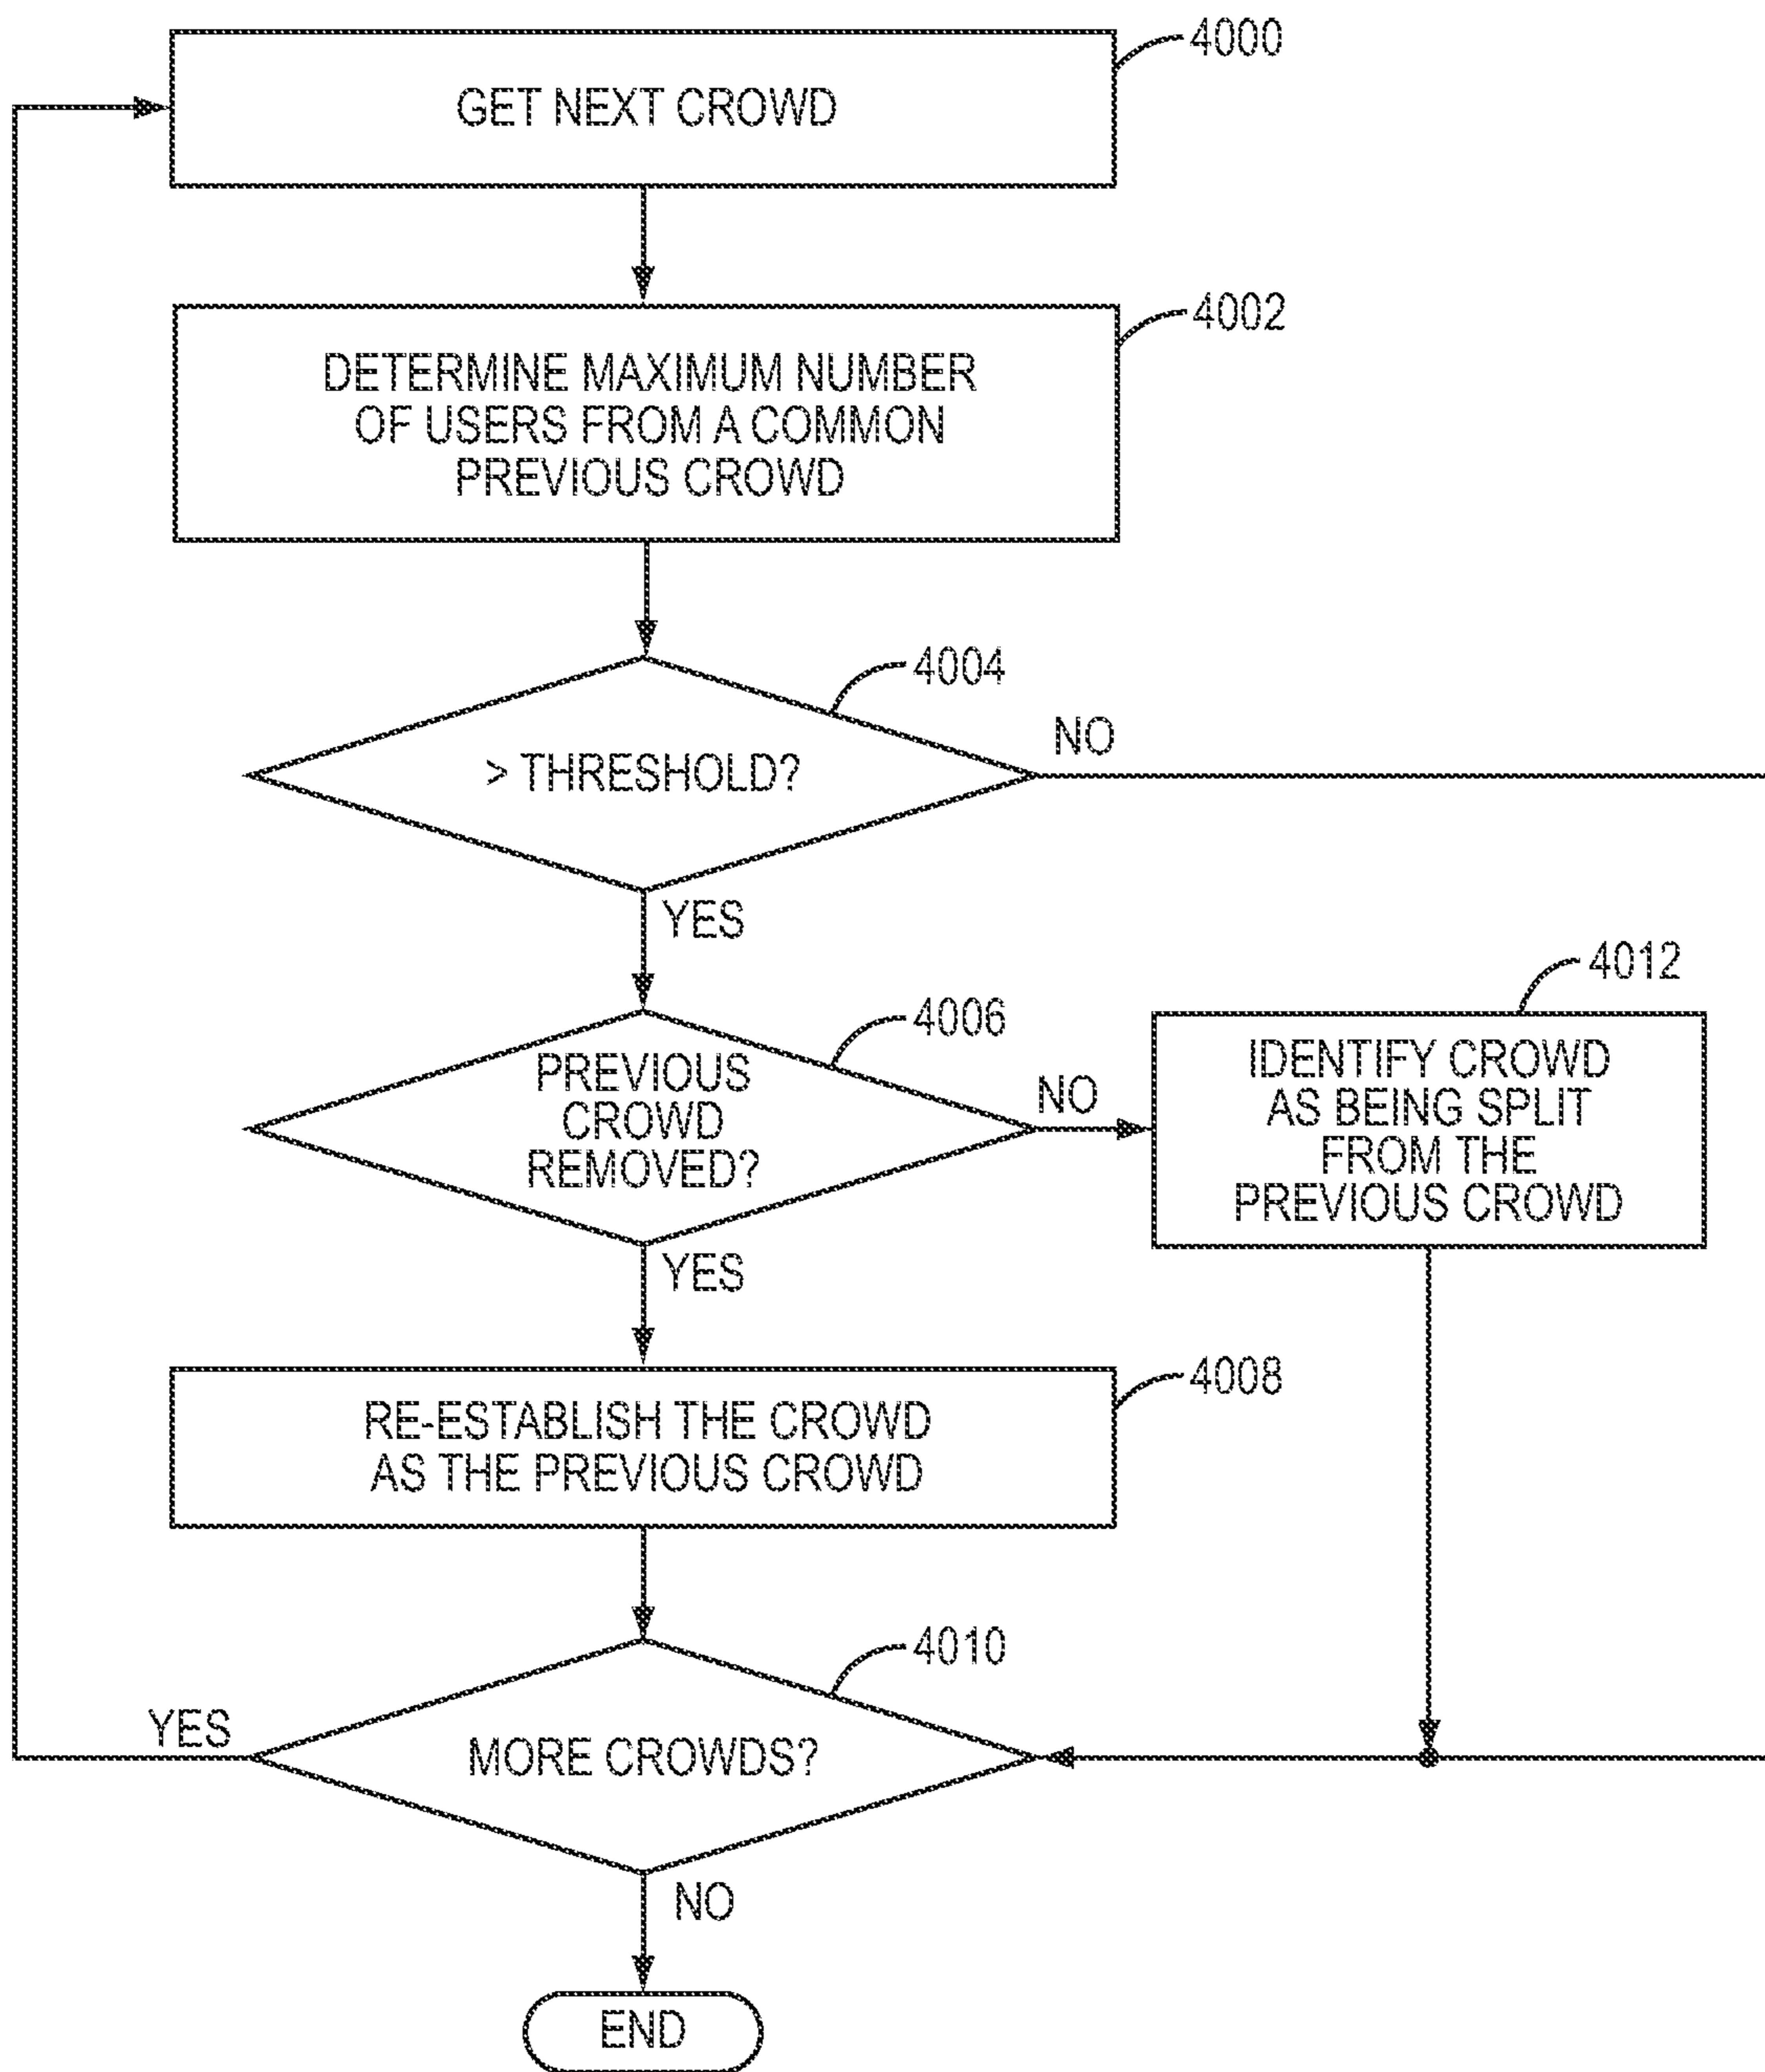 4000
GET NEXT CROWD
4002
DETERMINE MAXIMUM NUMBER
OF USERS FROM A COMMON
PREVIOUS CROWD
4004
> THRESHOLD?
NO
YES
4006
PREVIOUS
CROWD
REMOVED?
NO
4012
IDENTIFY CROWD
AS BEING SPLIT
FROM THE
PREVIOUS CROWD
YES
4008
RE-ESTABLISH THE CROWD
AS THE PREVIOUS CROWD
4010
YES
MORE CROWDS?
NO
END